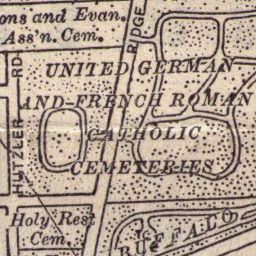 ons and Evan.
Ass'n. Cem.
RIDGE
UNITED GERMAN
AND FRENCH ROMAN
CATHOLIC
CEMETERIES
HUTZLER RD
Holy Rest
Cem.
BUFFALO